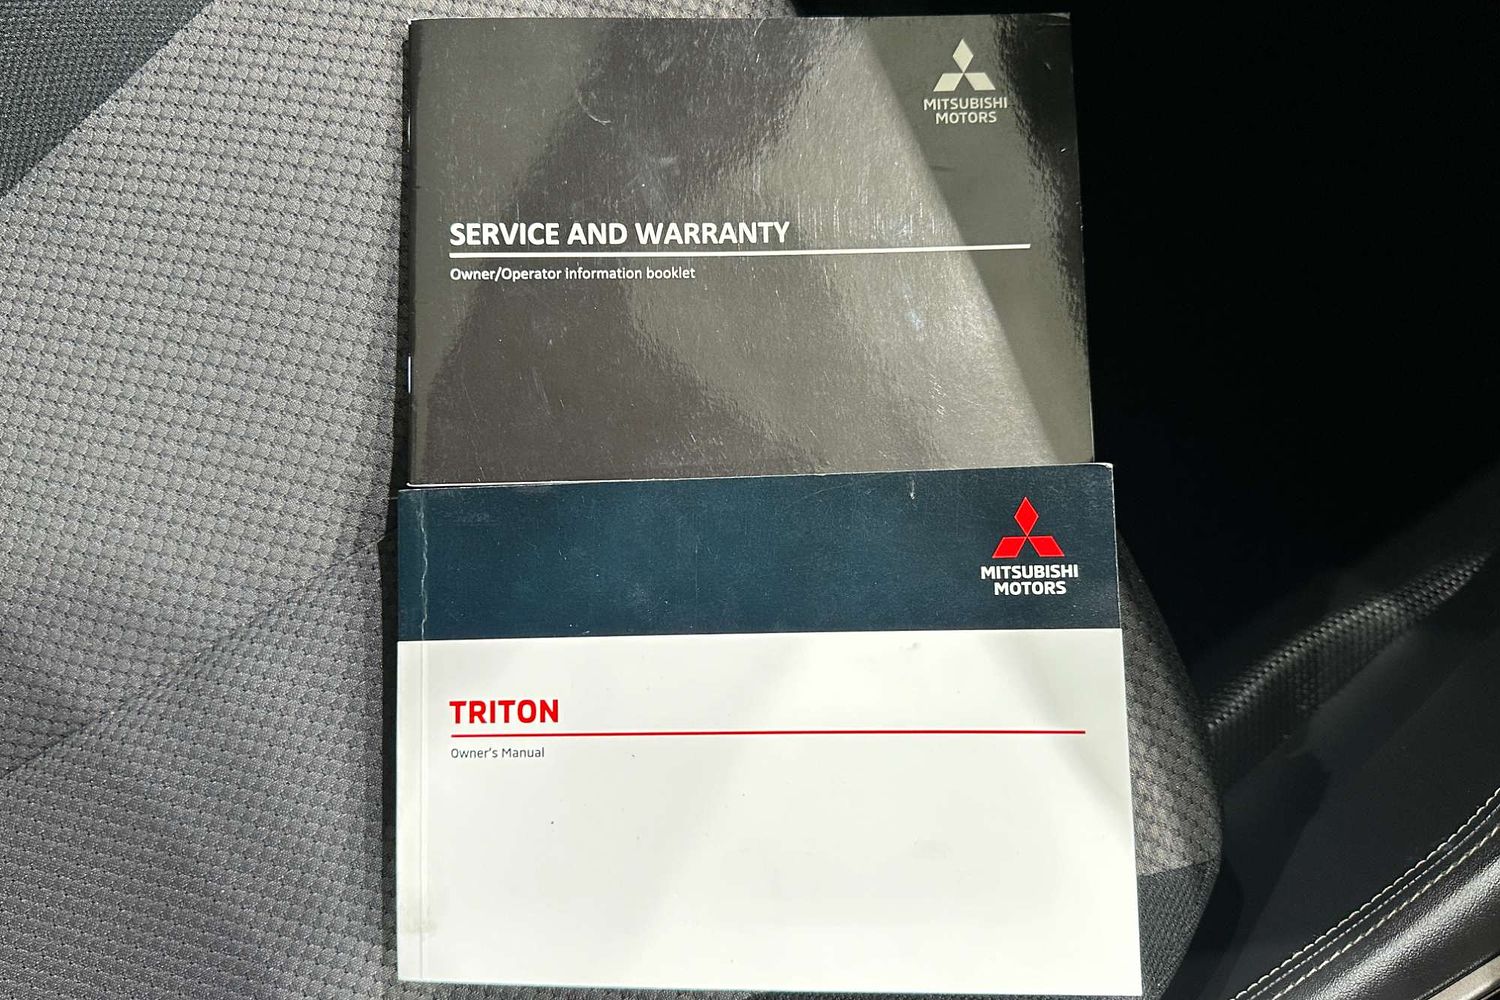 MITSUBISHI
MOTORS
SERVICE AND WARRANTY
Owner/Operator information booklet
MITSUBISHI
MOTORS
TRITON
Owner's Manual